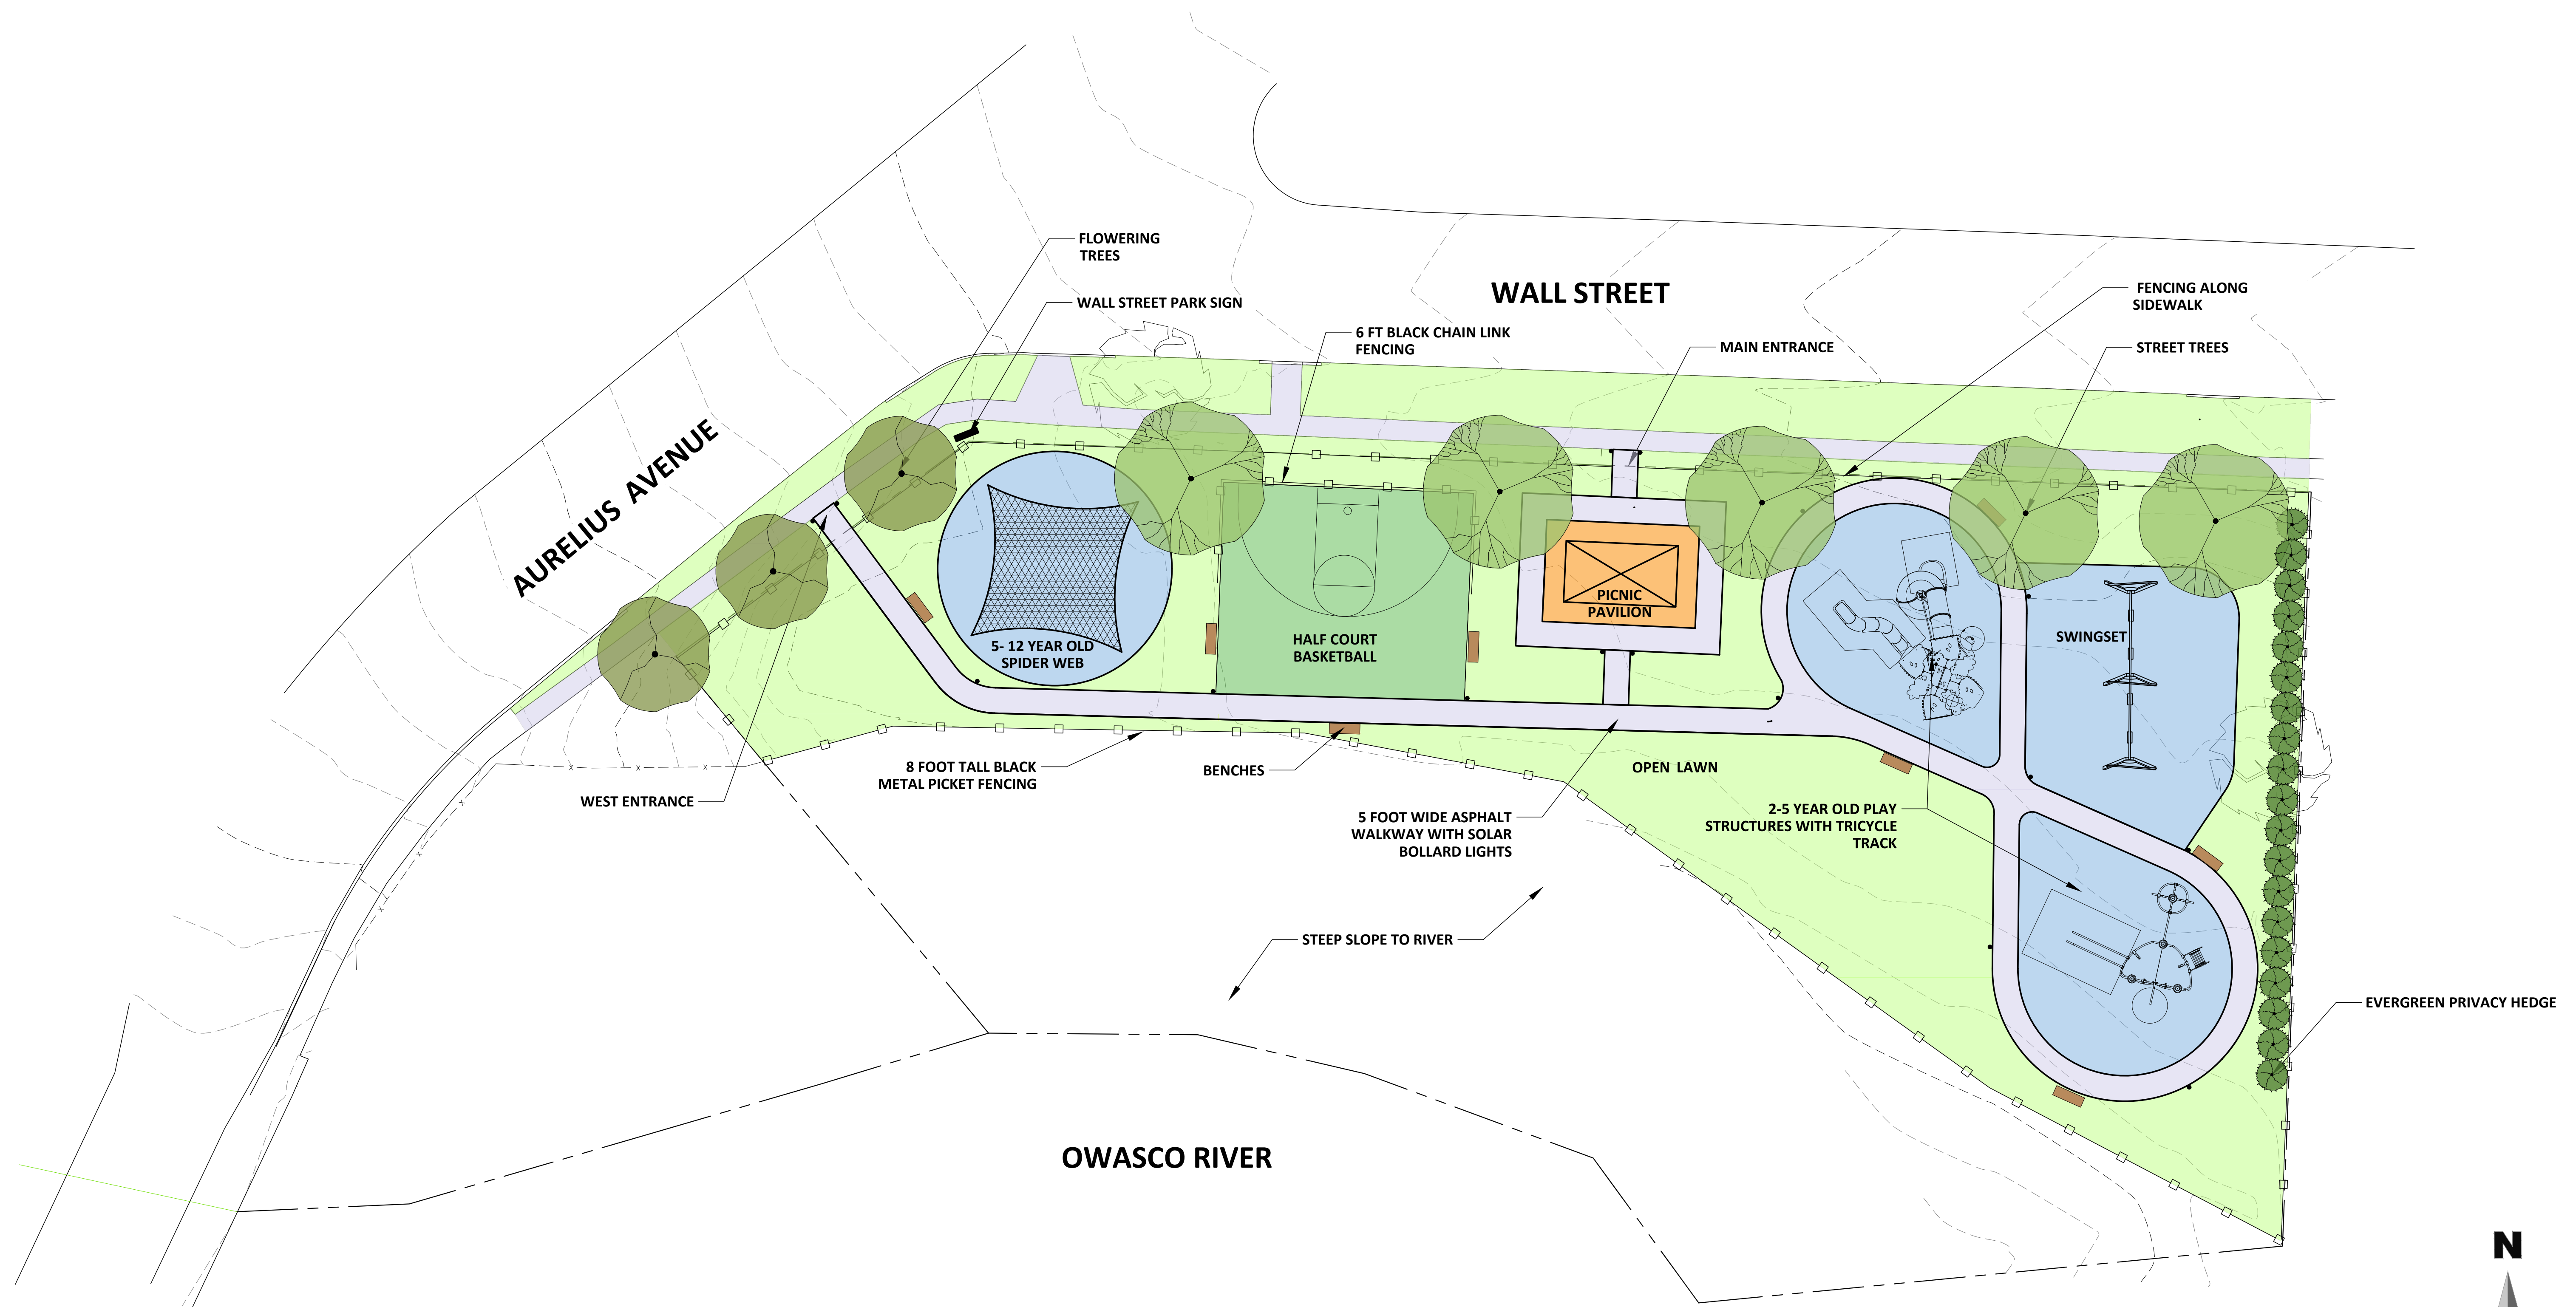 FLOWERING
TREES
WALL STREET PARK SIGN
WALL STREET
6 FT BLACK CHAIN LINK
FENCING
MAIN ENTRANCE
FENCING ALONG
SIDEWALK
STREET TREES
AURELIUS AVENUE
5- 12 YEAR OLD
SPIDER WEB
HALF COURT
BASKETBALL
PICNIC
PAVILION
SWINGSET
8 FOOT TALL BLACK
METAL PICKET FENCING
BENCHES
OPEN LAWN
WEST ENTRANCE
5 FOOT WIDE ASPHALT
WALKWAY WITH SOLAR
BOLLARD LIGHTS
2-5 YEAR OLD PLAY
STRUCTURES WITH TRICYCLE
TRACK
STEEP SLOPE TO RIVER
EVERGREEN PRIVACY HEDGE
OWASCO RIVER
N